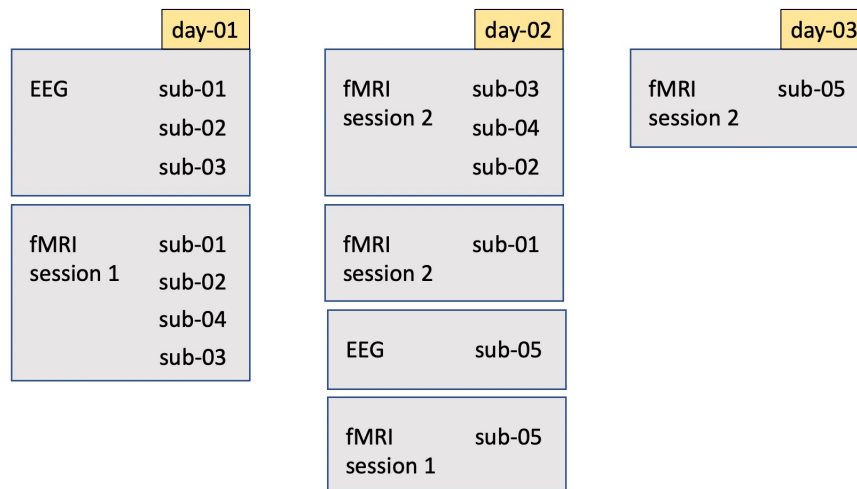 day-01
EEG sub-01
sub-02
sub-03
fMRI sub-01
session 1 sub-02
sub-04
sub-03
day-02
fMRI sub-03
session 2 sub-04
sub-02
fMRI sub-01
session 2
EEG sub-05
fMRI sub-05
session 1
day-03
fMRI sub-05
session 2